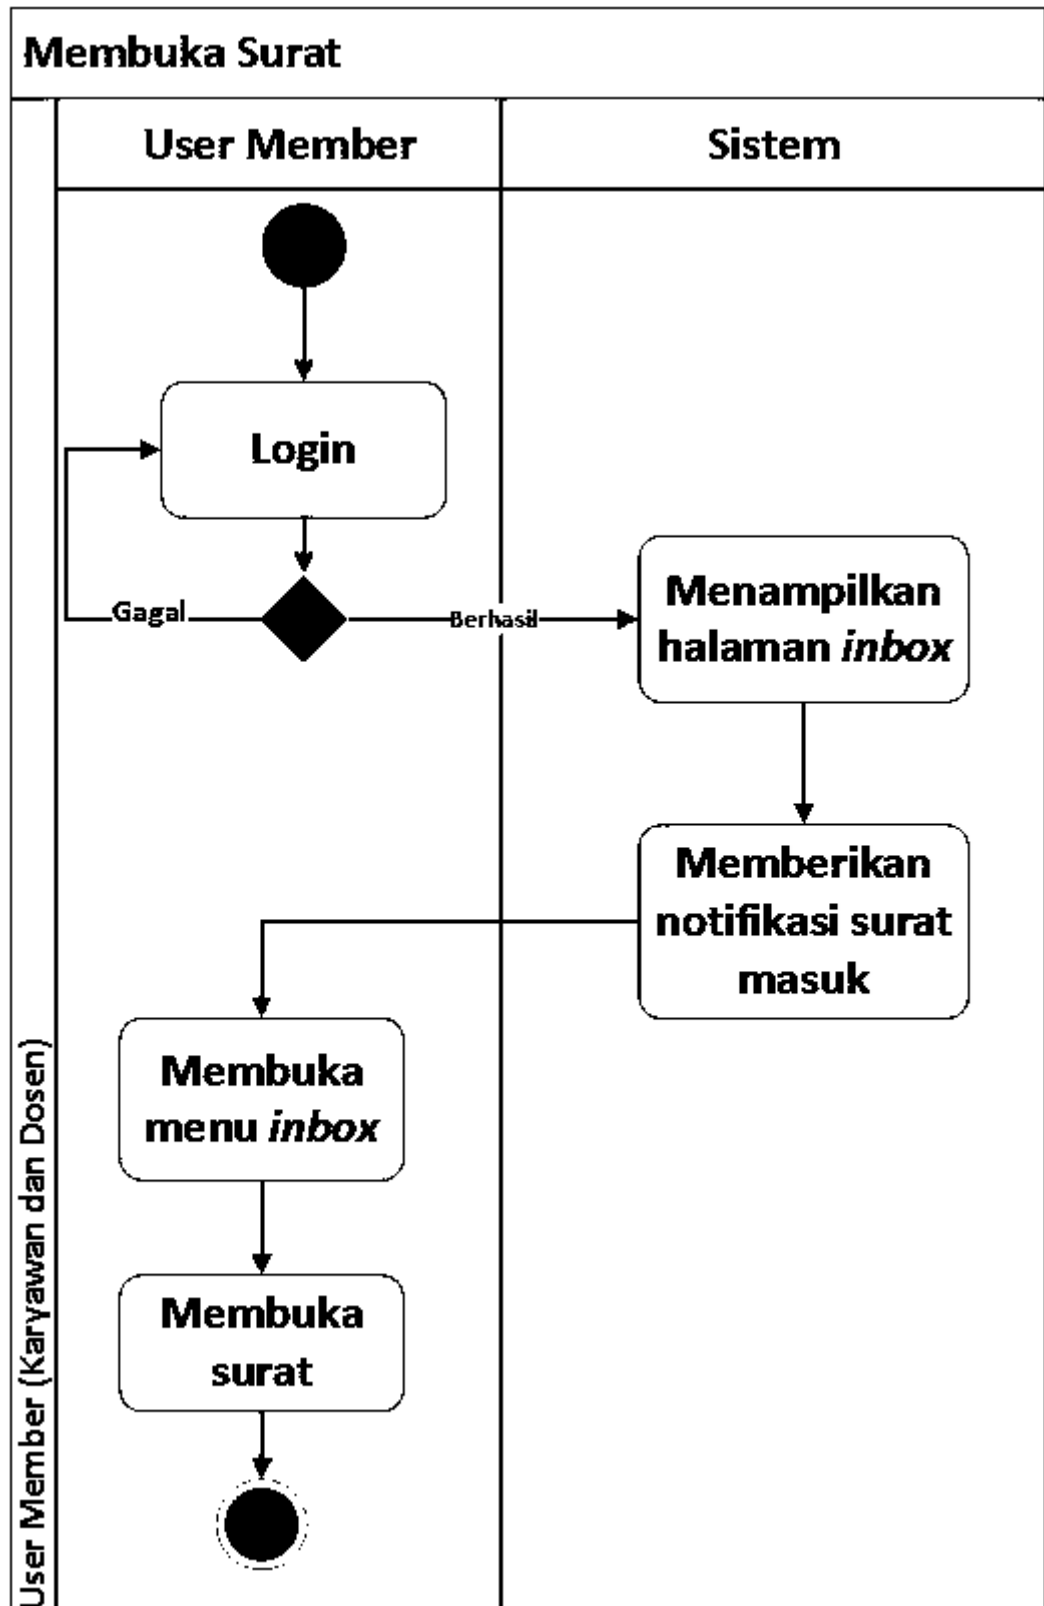 Membuka Surat
User Member
Sistem
Login
Gagal
Berhasil
Menampilkan
halaman inbox
Memberikan
notifikasi surat
masuk
Membuka
menu inbox
Membuka
surat
User Member (Karyawan dan Dosen)